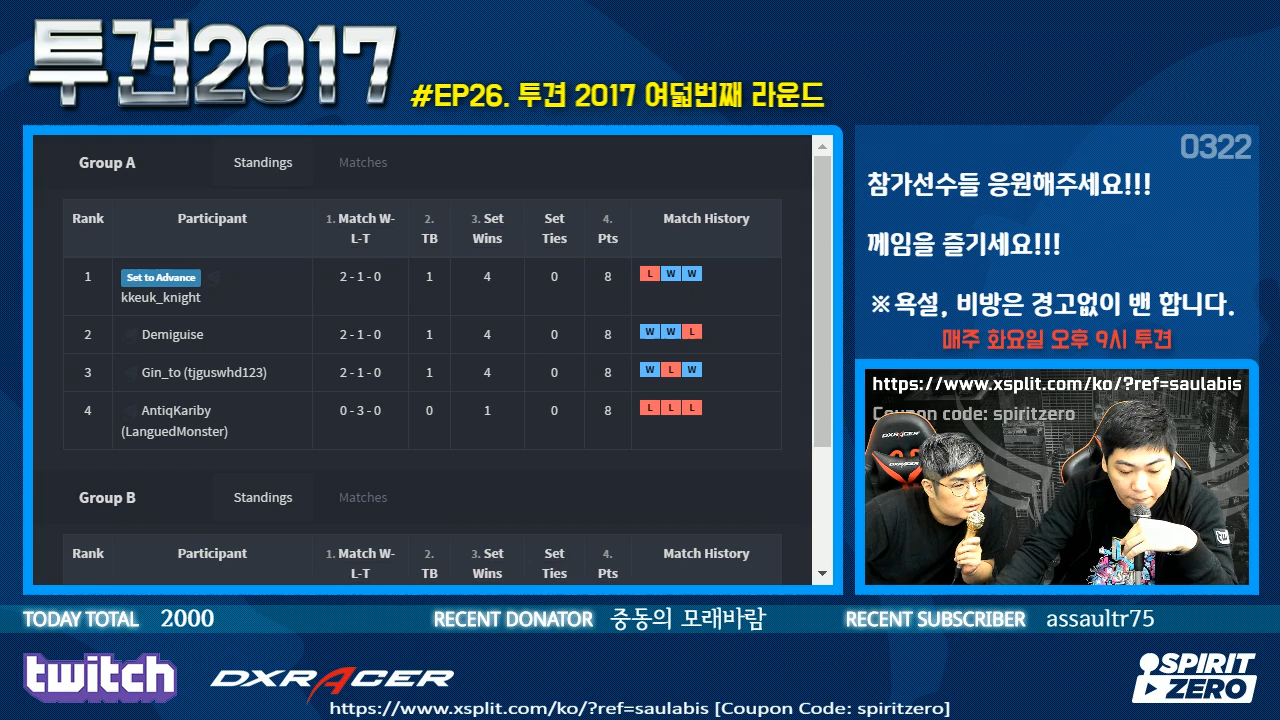 투견2017
#EP26. 투견 2017 여덟번째 라운드
Group A Standings Matches
Rank Participant 1. Match W-L-T 2. TB 3. Set Wins Set Ties 4. Pts Match History
1 Set to Advance kkeuk_knight 2 - 1 - 0 1 4 0 8 L W W
2 Demiguise 2 - 1 - 0 1 4 0 8 W W L
3 Gin_to (tjguswhd123) 2 - 1 - 0 1 4 0 8 W L W
4 AntiqKariby (LanguedMonster) 0 - 3 - 0 0 1 0 8 L L L
Group B Standings Matches
Rank Participant 1. Match W-L-T 2. TB 3. Set Wins Set Ties 4. Pts Match History
0322
참가선수들 응원해주세요!!!
께임을 즐기세요!!!
※욕설, 비방은 경고없이 밴 합니다.
매주 화요일 오후 9시 투견
https://www.xsplit.com/ko/?ref=saulabis
Coupon code: spiritzero
DXRACER
DXRACER
TODAY TOTAL 2000
RECENT DONATOR 중동의 모래바람
RECENT SUBSCRIBER assaultr75
twitch
DXRACER
https://www.xsplit.com/ko/?ref=saulabis [Coupon Code: spiritzero]
SPIRIT
ZERO